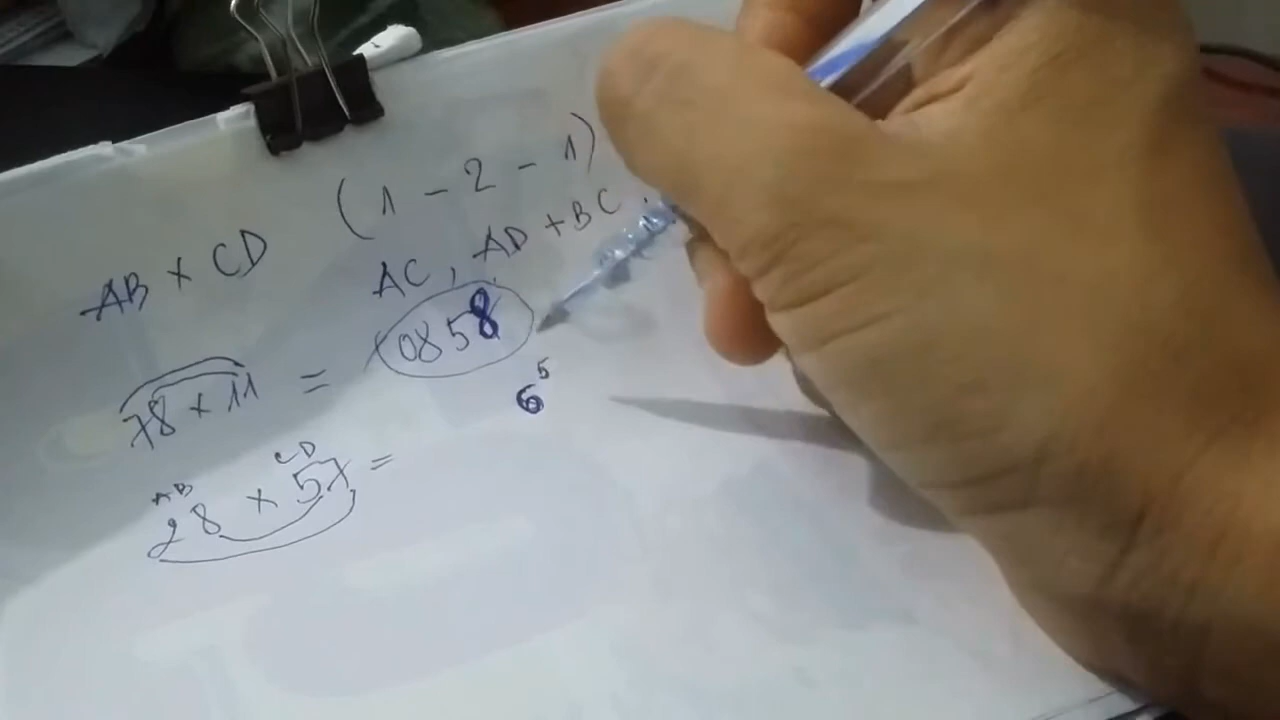 (1 - 2 - 1)
AB × CD AC, AD + BC,
78 × 11 = 0858
6 5
AB CD
28 × 57 =